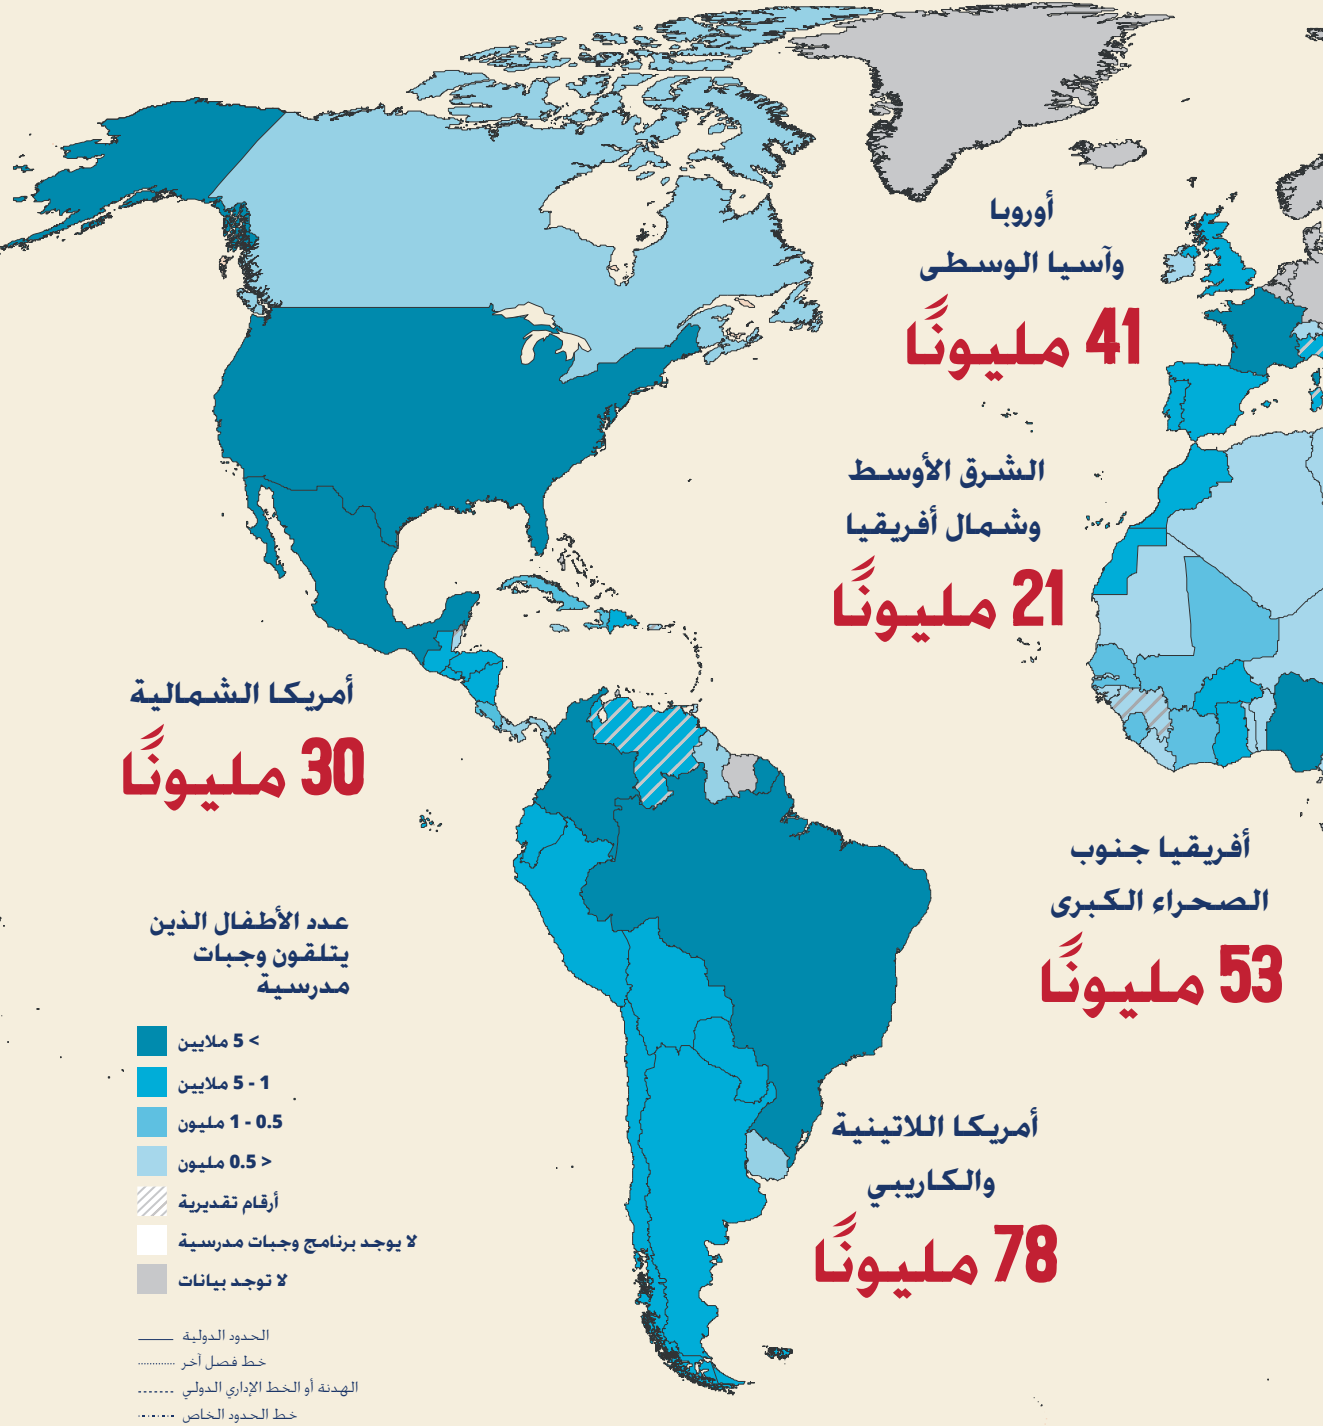 أوروبا
وآسيا الوسطى
41 مليونًا
الشرق الأوسط
وشمال أفريقيا
21 مليونًا
أمريكا الشمالية
30 مليونًا
أفريقيا جنوب
الصحراء الكبرى
53 مليونًا
أمريكا اللاتينية
والكاريبي
78 مليونًا
عدد الأطفال الذين
يتلقون وجبات
مدرسية
> 5 ملايين
1 - 5 ملايين
0.5 - 1 مليون
< 0.5 مليون
أرقام تقديرية
لا يوجد برنامج وجبات مدرسية
لا توجد بيانات
الحدود الدولية
خط فصل آخر
الهدنة أو الخط الإداري الدولي
خط الحدود الخاص